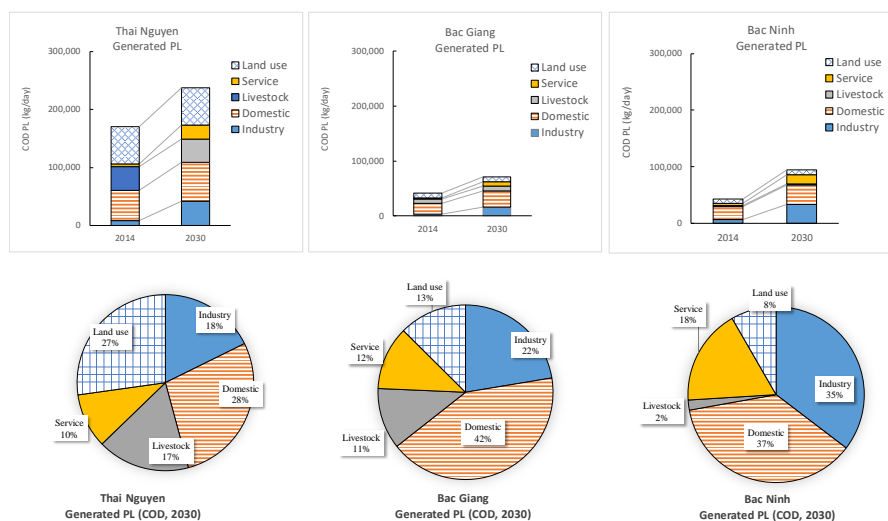 Thai Nguyen
Generated PL
300,000
200,000
100,000
0
COD PL (kg/day)
2014
2030
Land use
Service
Livestock
Domestic
Industry
Bac Giang
Generated PL
300,000
200,000
100,000
0
COD PL (kg/day)
2014
2030
Land use
Service
Livestock
Domestic
Industry
Bac Ninh
Generated PL
300,000
200,000
100,000
0
COD PL (kg/day)
2014
2030
Land use
Service
Livestock
Domestic
Industry
Industry
18%
Domestic
28%
Livestock
17%
Service
10%
Land use
27%
Thai Nguyen
Generated PL (COD, 2030)
Industry
22%
Domestic
42%
Livestock
11%
Service
12%
Land use
13%
Bac Giang
Generated PL (COD, 2030)
Industry
35%
Domestic
37%
Livestock
2%
Service
18%
Land use
8%
Bac Ninh
Generated PL (COD, 2030)